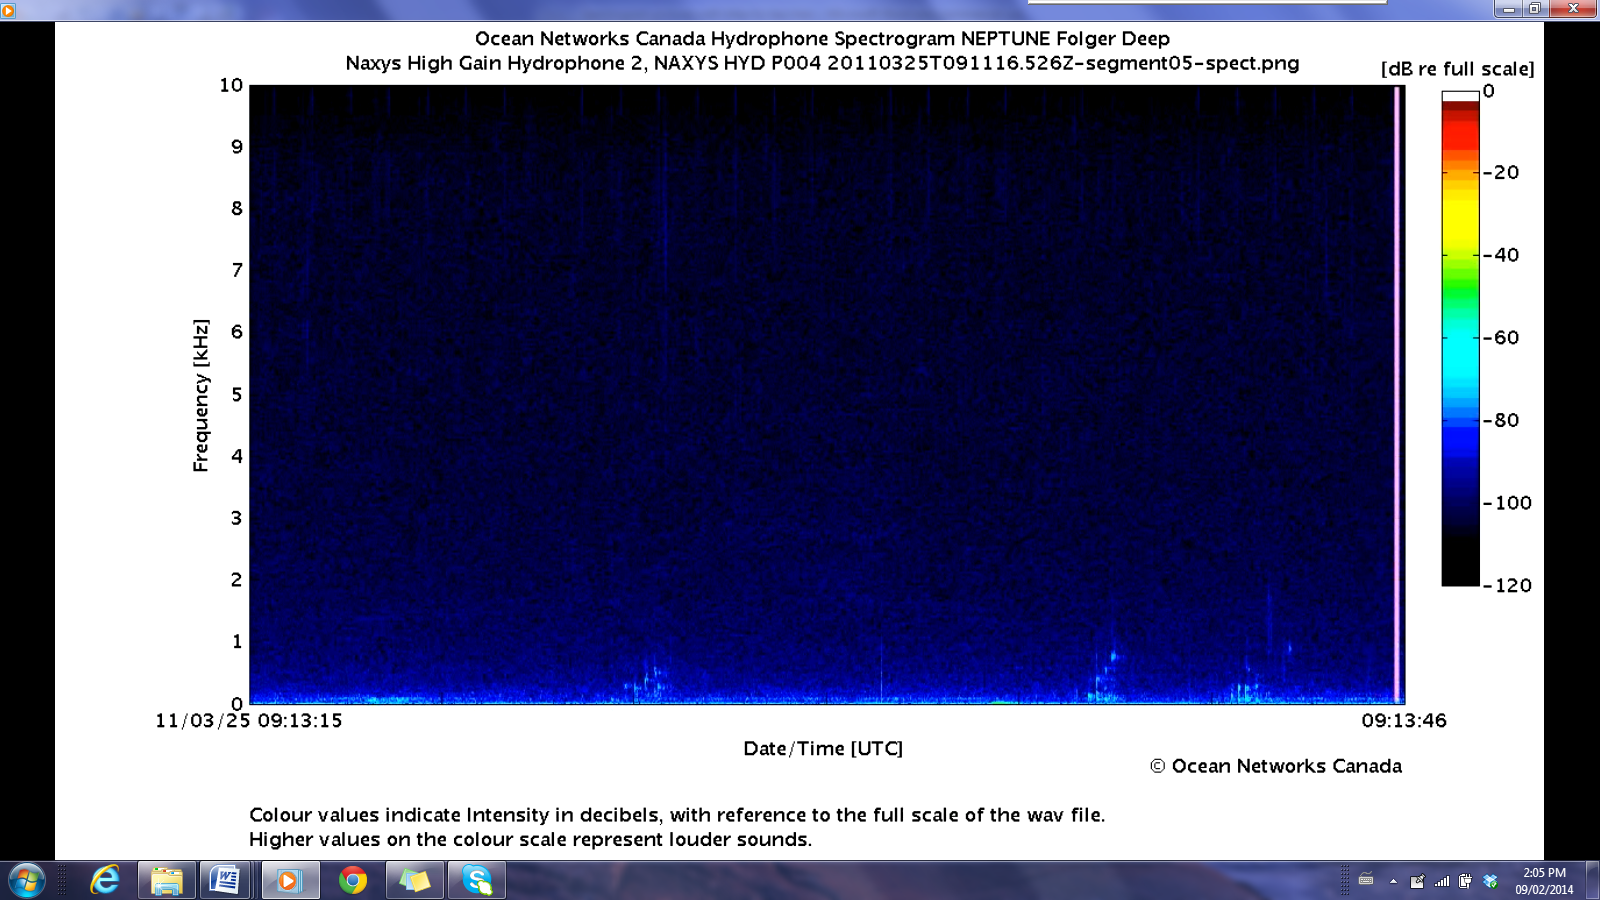 Ocean Networks Canada Hydrophone Spectrogram NEPTUNE Folger Deep
Naxys High Gain Hydrophone 2, NAXYS HYD P004 20110325T091116.526Z-segment05-spect.png
[dB re full scale]
10
9
8
7
6
5
4
3
2
1
0
Frequency [kHz]
0
-20
-40
-60
-80
-100
-120
11/03/25 09:13:15
09:13:46
Date/Time [UTC]
© Ocean Networks Canada
Colour values indicate Intensity in decibels, with reference to the full scale of the wav file.
Higher values on the colour scale represent louder sounds.
2:05 PM
09/02/2014